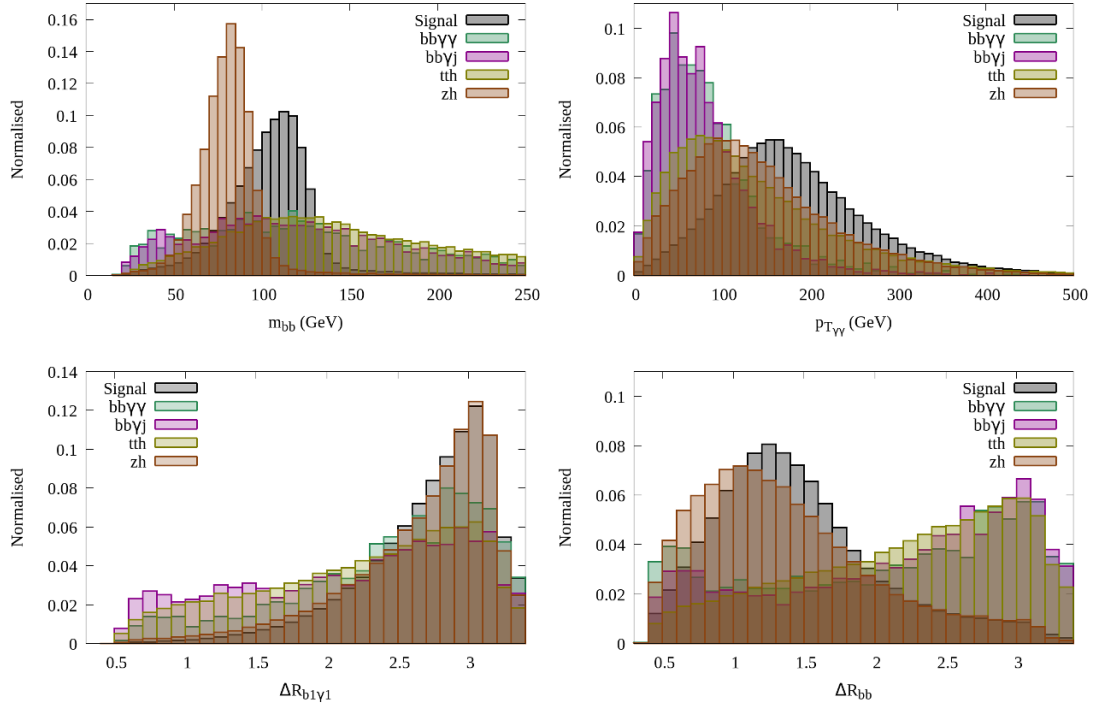 Normalised
0.16
0.14
0.12
0.1
0.08
0.06
0.04
0.02
0
Signal
bbγγ
bbγj
tth
zh
0 50 100 150 200 250
m_bb (GeV)
Normalised
0.1
0.08
0.06
0.04
0.02
0
Signal
bbγγ
bbγj
tth
zh
0 100 200 300 400 500
p_Tγγ (GeV)
Normalised
0.14
0.12
0.1
0.08
0.06
0.04
0.02
0
Signal
bbγγ
bbγj
tth
zh
0.5 1 1.5 2 2.5 3
ΔR_b1γ1
Normalised
0.1
0.08
0.06
0.04
0.02
0
Signal
bbγγ
bbγj
tth
zh
0.5 1 1.5 2 2.5 3
ΔR_bb